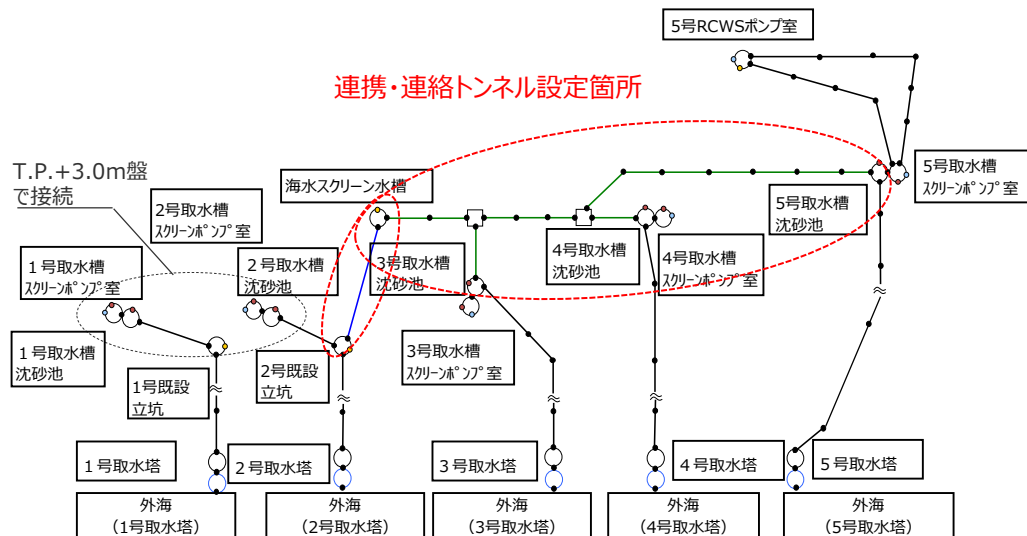 5号RCWSポンプ室
連携・連絡トンネル設定箇所
T.P.+3.0m盤
で接続
2号取水槽
スクリーンポンプ室
海水スクリーン水槽
5号取水槽
スクリーンポンプ室
5号取水槽
沈砂池
1号取水槽
スクリーンポンプ室
2号取水槽
沈砂池
3号取水槽
沈砂池
4号取水槽
沈砂池
4号取水槽
スクリーンポンプ室
1号取水槽
沈砂池
1号既設
立坑
2号既設
立坑
3号取水槽
スクリーンポンプ室
1号取水塔
2号取水塔
3号取水塔
4号取水塔
5号取水塔
外海
(1号取水塔)
外海
(2号取水塔)
外海
(3号取水塔)
外海
(4号取水塔)
外海
(5号取水塔)